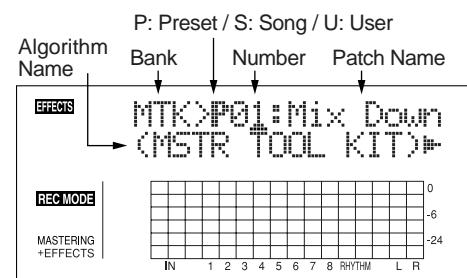 P: Preset / S: Song / U: User
Algorithm
Name
Bank
Number
Patch Name
EFFECTS
MTK>P01:Mix Down
(MSTR TOOL KIT)
REC MODE
MASTERING
+EFFECTS
0
-6
-24
IN 1 2 3 4 5 6 7 8 RHYTHM L R